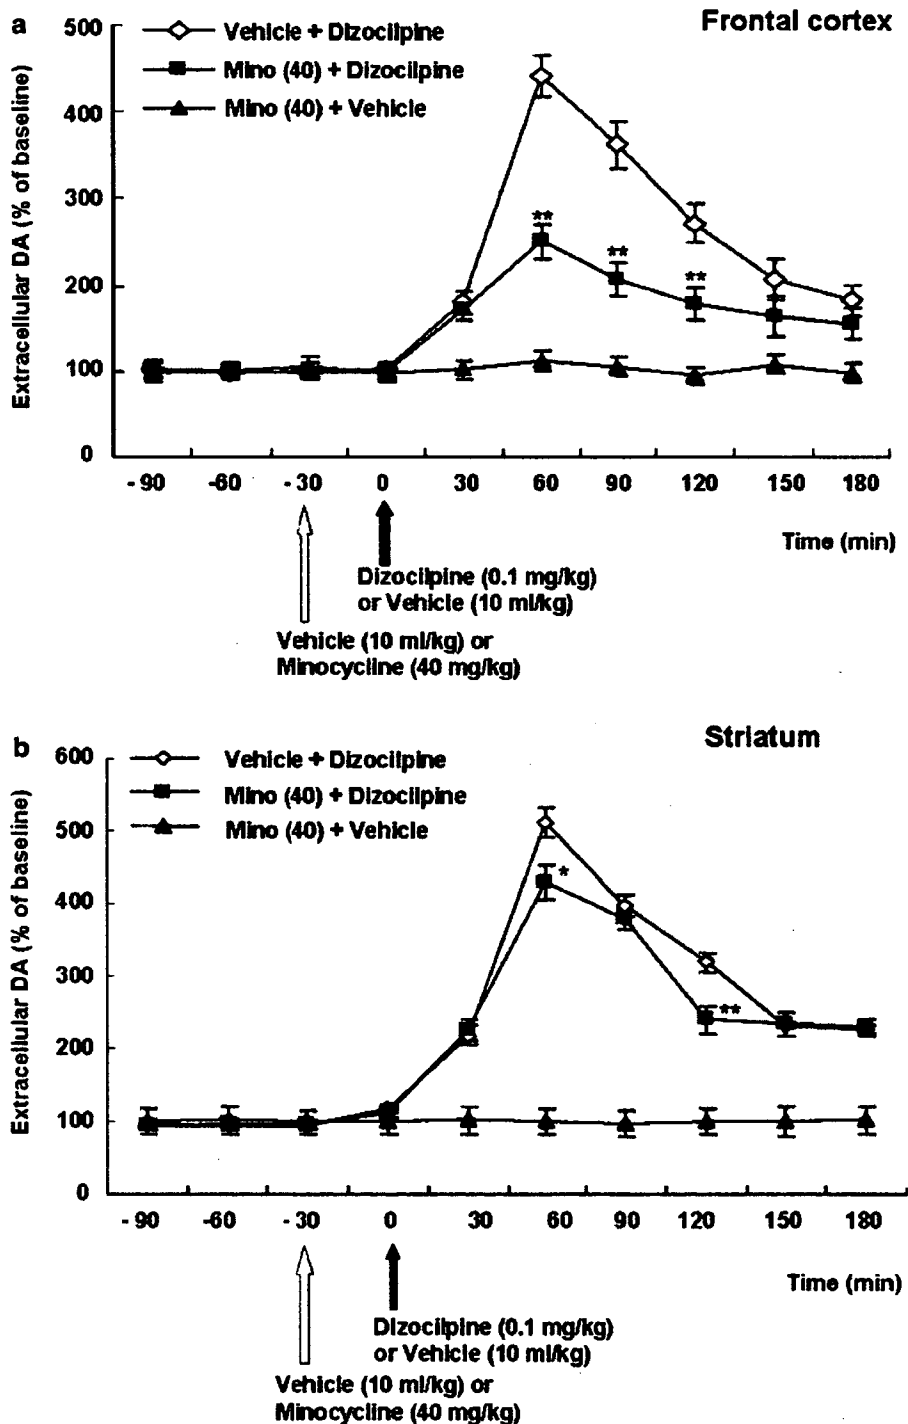 a
Frontal cortex
Vehicle + Dizocilpine
Mino (40) + Dizocilpine
Mino (40) + Vehicle
Extracellular DA (% of baseline)
500
400
300
200
100
0
**
**
**
- 90 -60 - 30 0 30 60 90 120 150 180
Time (min)
Dizocilpine (0.1 mg/kg)
or Vehicle (10 ml/kg)
Vehicle (10 ml/kg) or
Minocycline (40 mg/kg)
b
Striatum
Vehicle + Dizocilpine
Mino (40) + Dizocilpine
Mino (40) + Vehicle
Extracellular DA (% of baseline)
600
500
400
300
200
100
0
*
**
- 90 -60 - 30 0 30 60 90 120 150 180
Time (min)
Dizocilpine (0.1 mg/kg)
or Vehicle (10 ml/kg)
Vehicle (10 ml/kg) or
Minocycline (40 mg/kg)